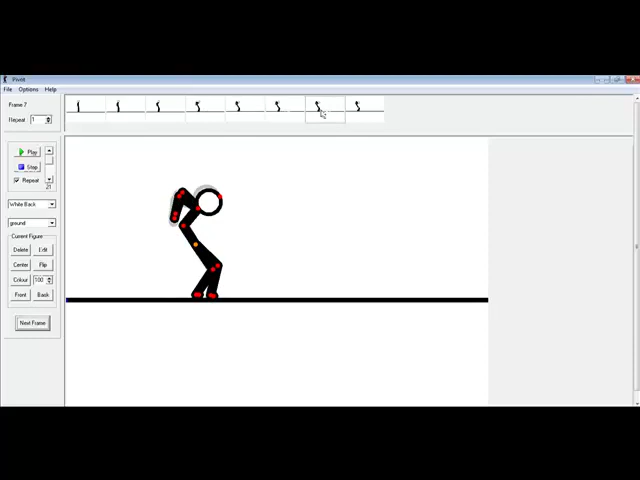 Pivot
File Options Help
Frame 7
Repeat 1
Play
Stop
Repeat
21
White Back
ground
Current Figure
Delete Edit
Center Flip
Colour 100
Front Back
Next Frame